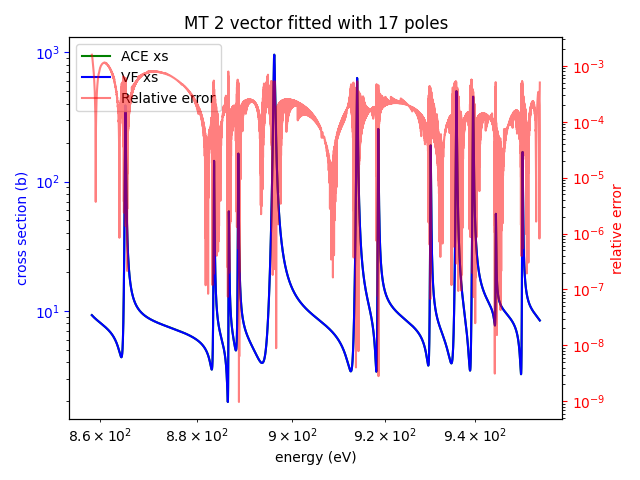 MT 2 vector fitted with 17 poles
ACE xs
VF xs
Relative error
cross section (b)
10³
10²
10¹
relative error
10⁻³
10⁻⁴
10⁻⁵
10⁻⁶
10⁻⁷
10⁻⁸
10⁻⁹
8.6 × 10² 8.8 × 10² 9 × 10² 9.2 × 10² 9.4 × 10²
energy (eV)